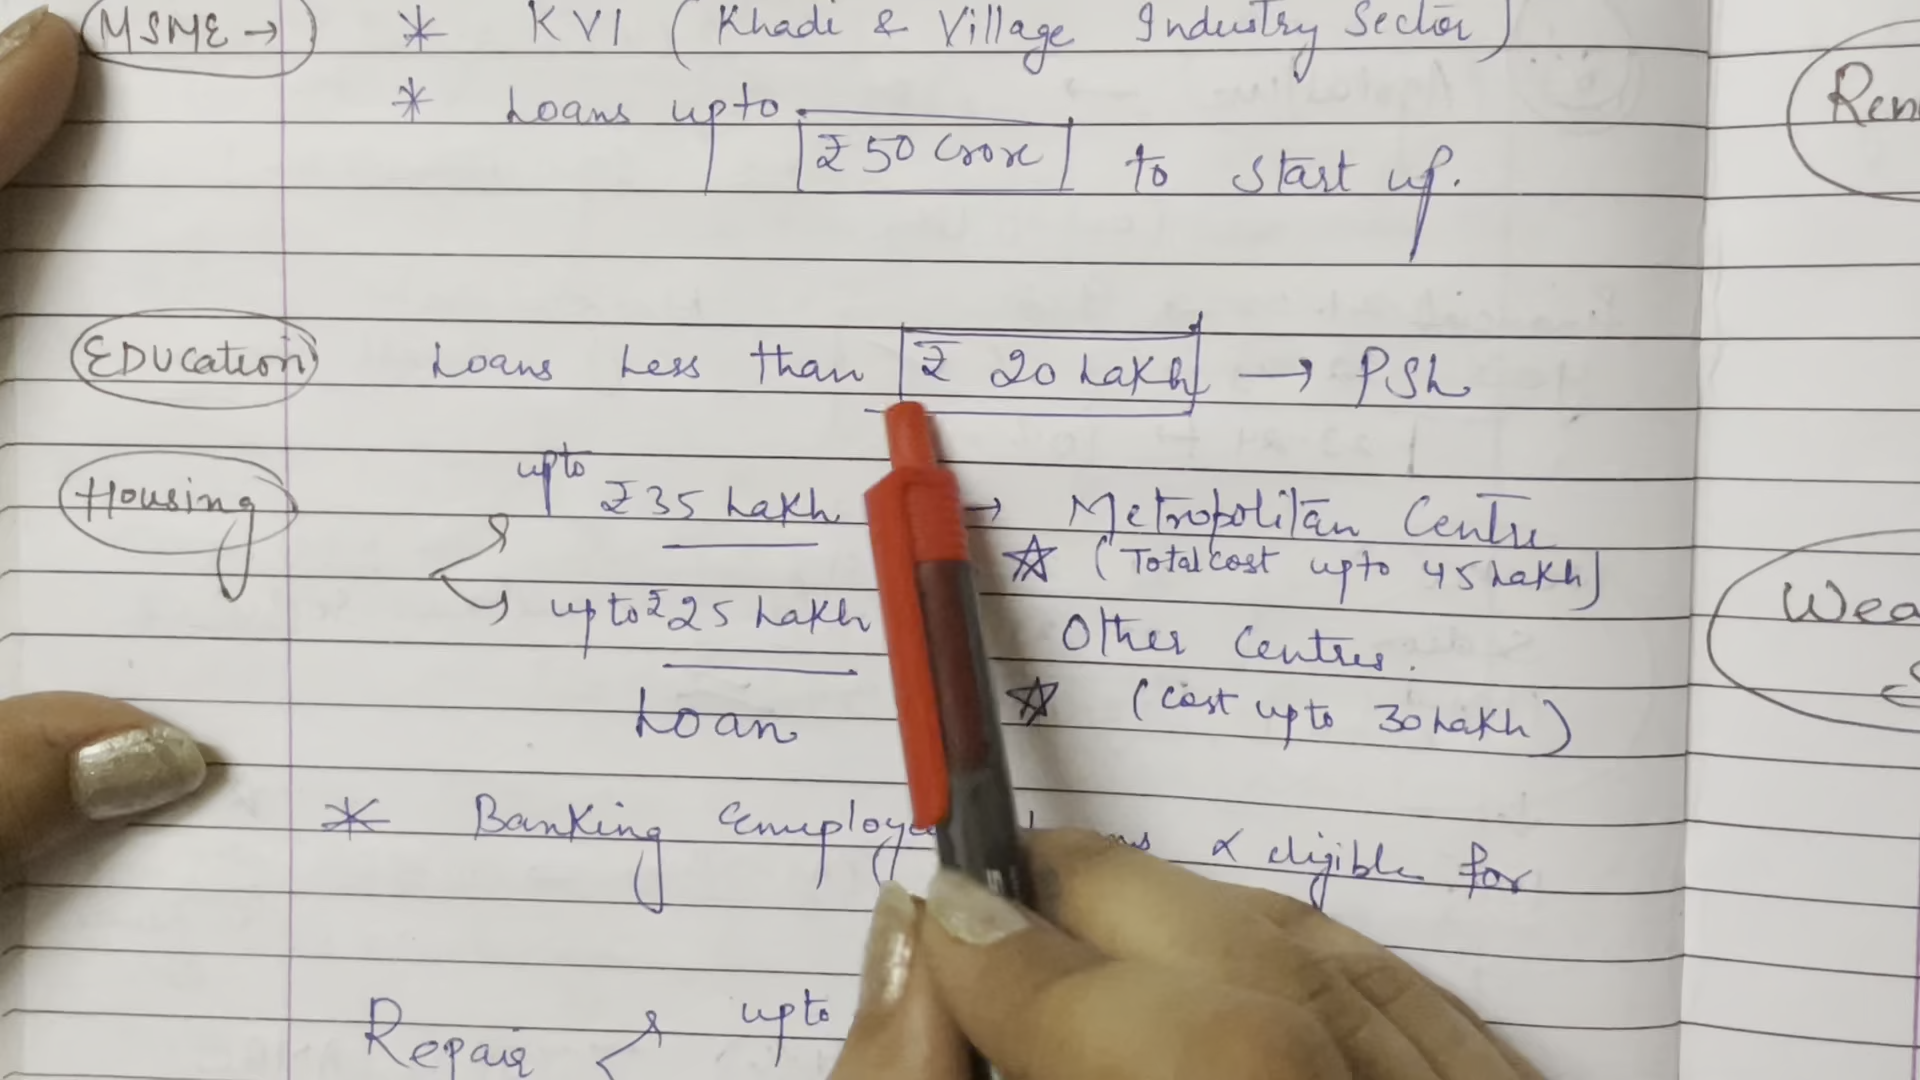 MSME → * KVI (Khadi & Village Industry Sector)
* Loans upto ₹50 Crore to start up.
EDUCATION Loans Less than ₹ 20 Lakh → PSL
Housing upto ₹35 Lakh → Metropolitan Centre
☆ (Total cost upto 45 Lakh)
upto ₹25 Lakh Other Centres.
Loan ☆ (Cost upto 30 Lakh)
* Banking eligible for
Repair upto
Ren
Wea